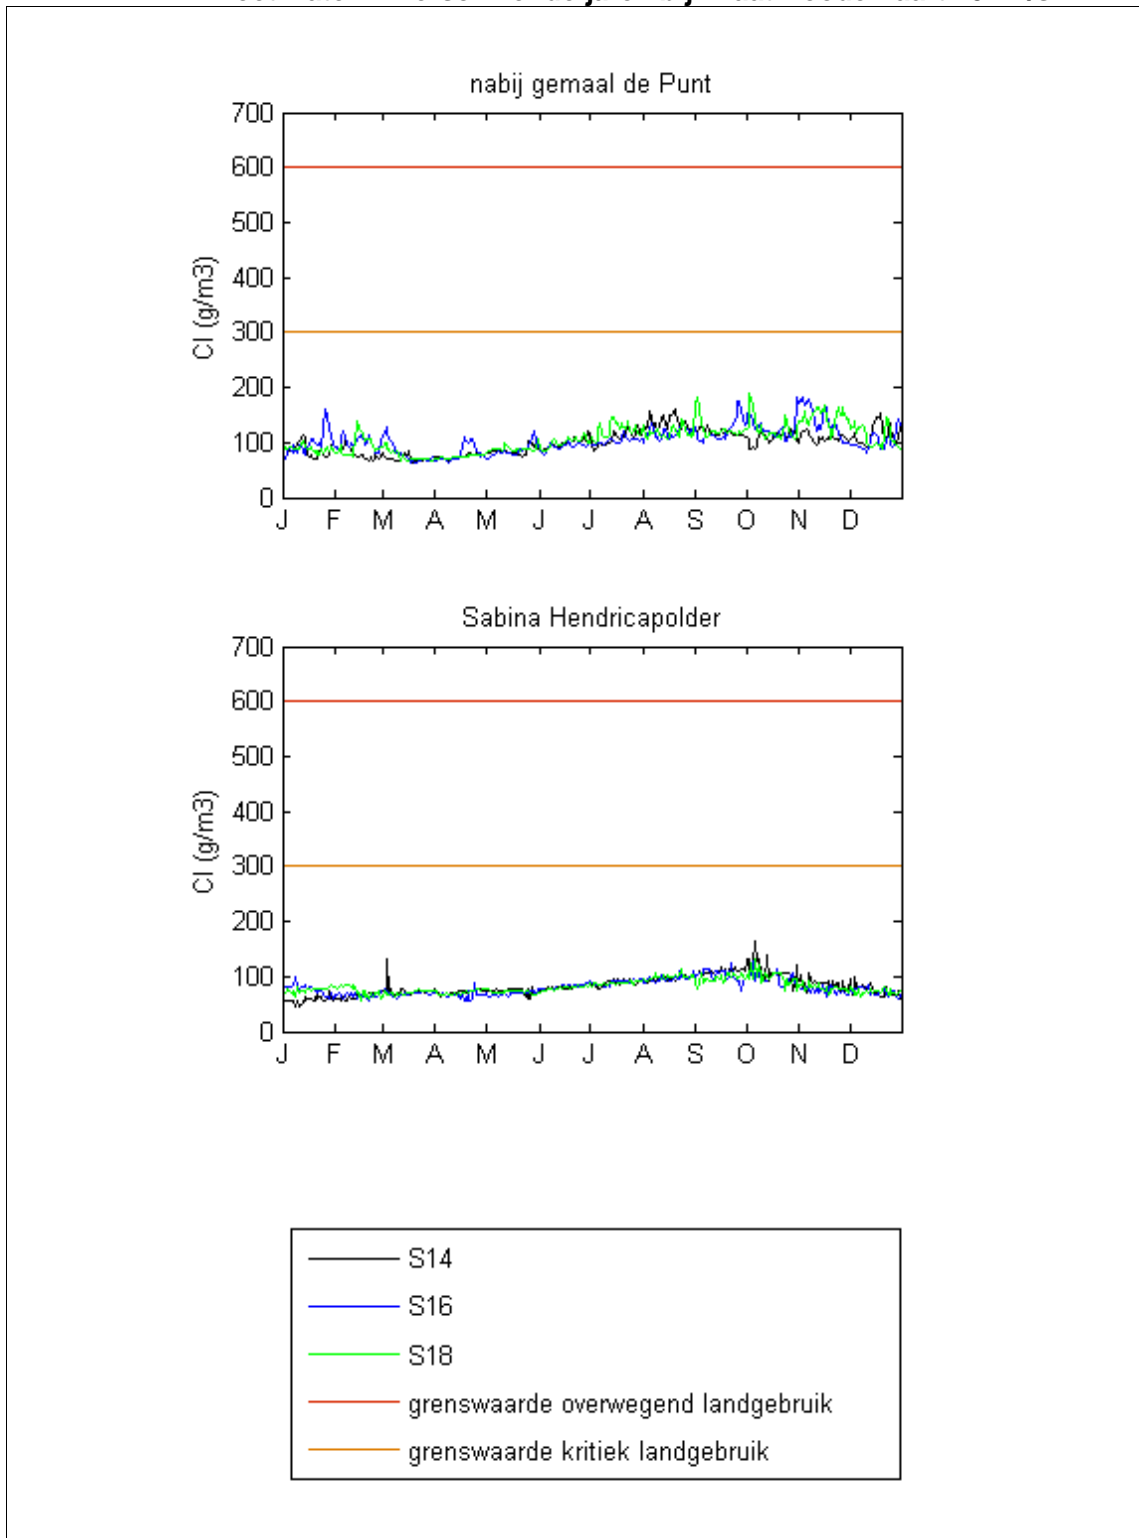 nabij gemaal de Punt
700
600
500
400
300
200
100
0
Cl (g/m3)
J F M A M J J A S O N D
Sabina Hendricapolder
700
600
500
400
300
200
100
0
Cl (g/m3)
J F M A M J J A S O N D
S14
S16
S18
grenswaarde overwegend landgebruik
grenswaarde kritiek landgebruik